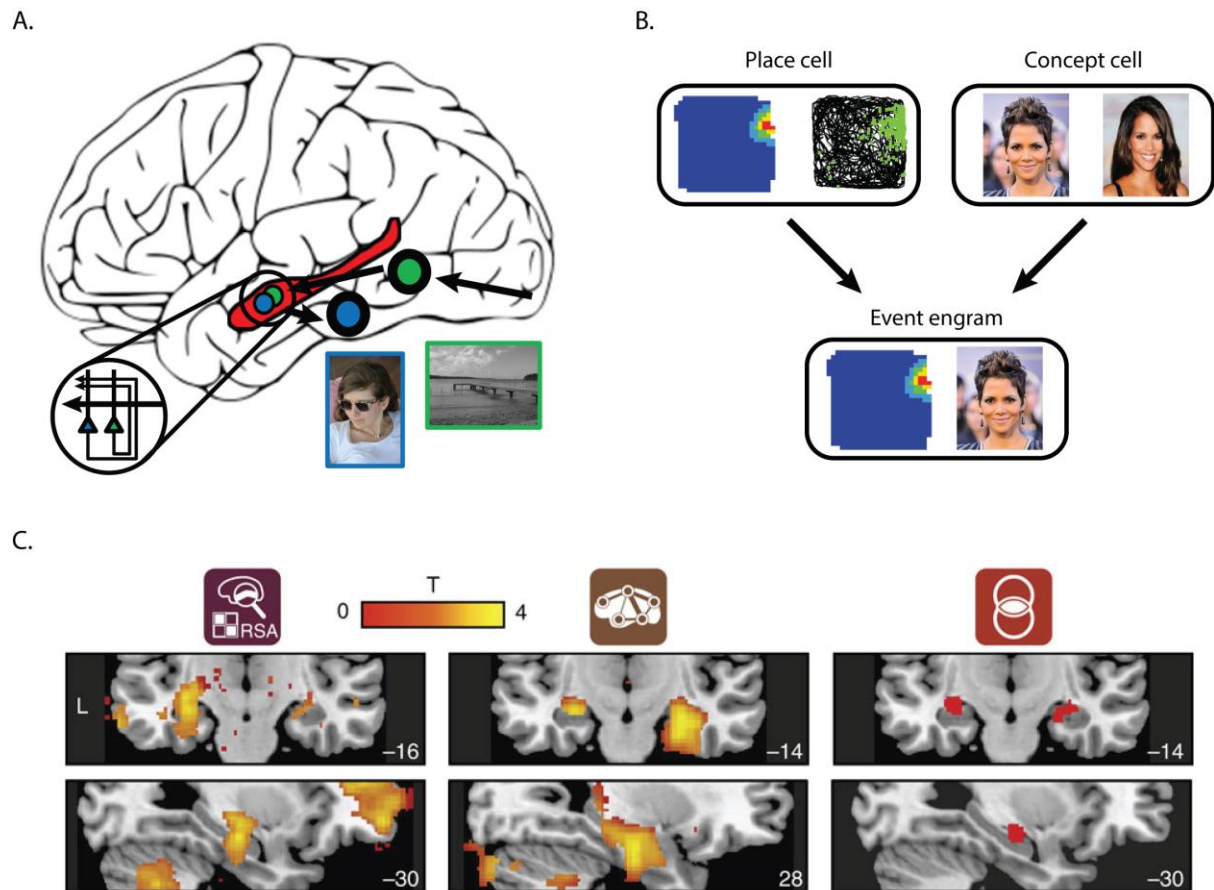 A.
B.
Place cell
Concept cell
Event engram
C.
RSA
0
T
4
L
−16
−14
−14
−30
28
−30